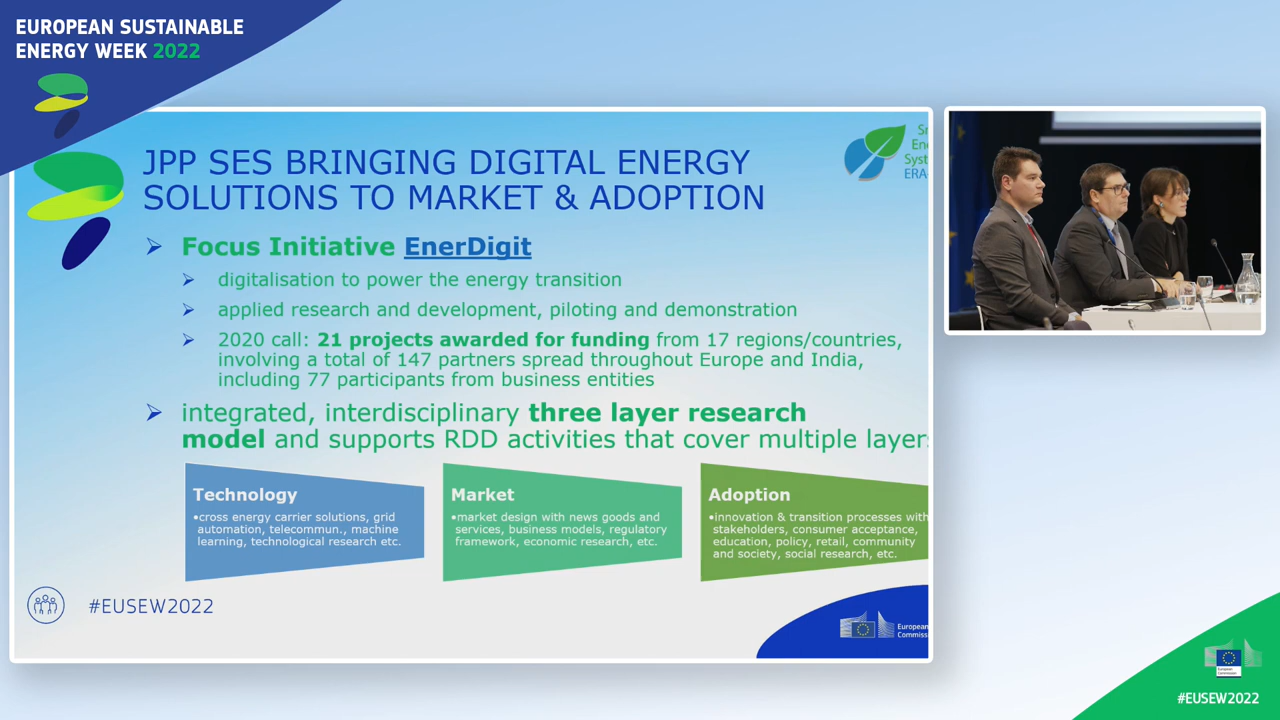 EUROPEAN SUSTAINABLE
ENERGY WEEK 2022
JPP SES BRINGING DIGITAL ENERGY
SOLUTIONS TO MARKET & ADOPTION
➢ Focus Initiative EnerDigit
➢ digitalisation to power the energy transition
➢ applied research and development, piloting and demonstration
➢ 2020 call: 21 projects awarded for funding from 17 regions/countries,
involving a total of 147 partners spread throughout Europe and India,
including 77 participants from business entities
➢ integrated, interdisciplinary three layer research
model and supports RDD activities that cover multiple layer
Technology
•cross energy carrier solutions, grid
automation, telecommun., machine
learning, technological research etc.
Market
•market design with news goods and
services, business models, regulatory
framework, economic research, etc.
Adoption
•innovation & transition processes with
stakeholders, consumer acceptance,
education, policy, retail, community
and society, social research, etc.
#EUSEW2022
European
European
Commission
#EUSEW2022